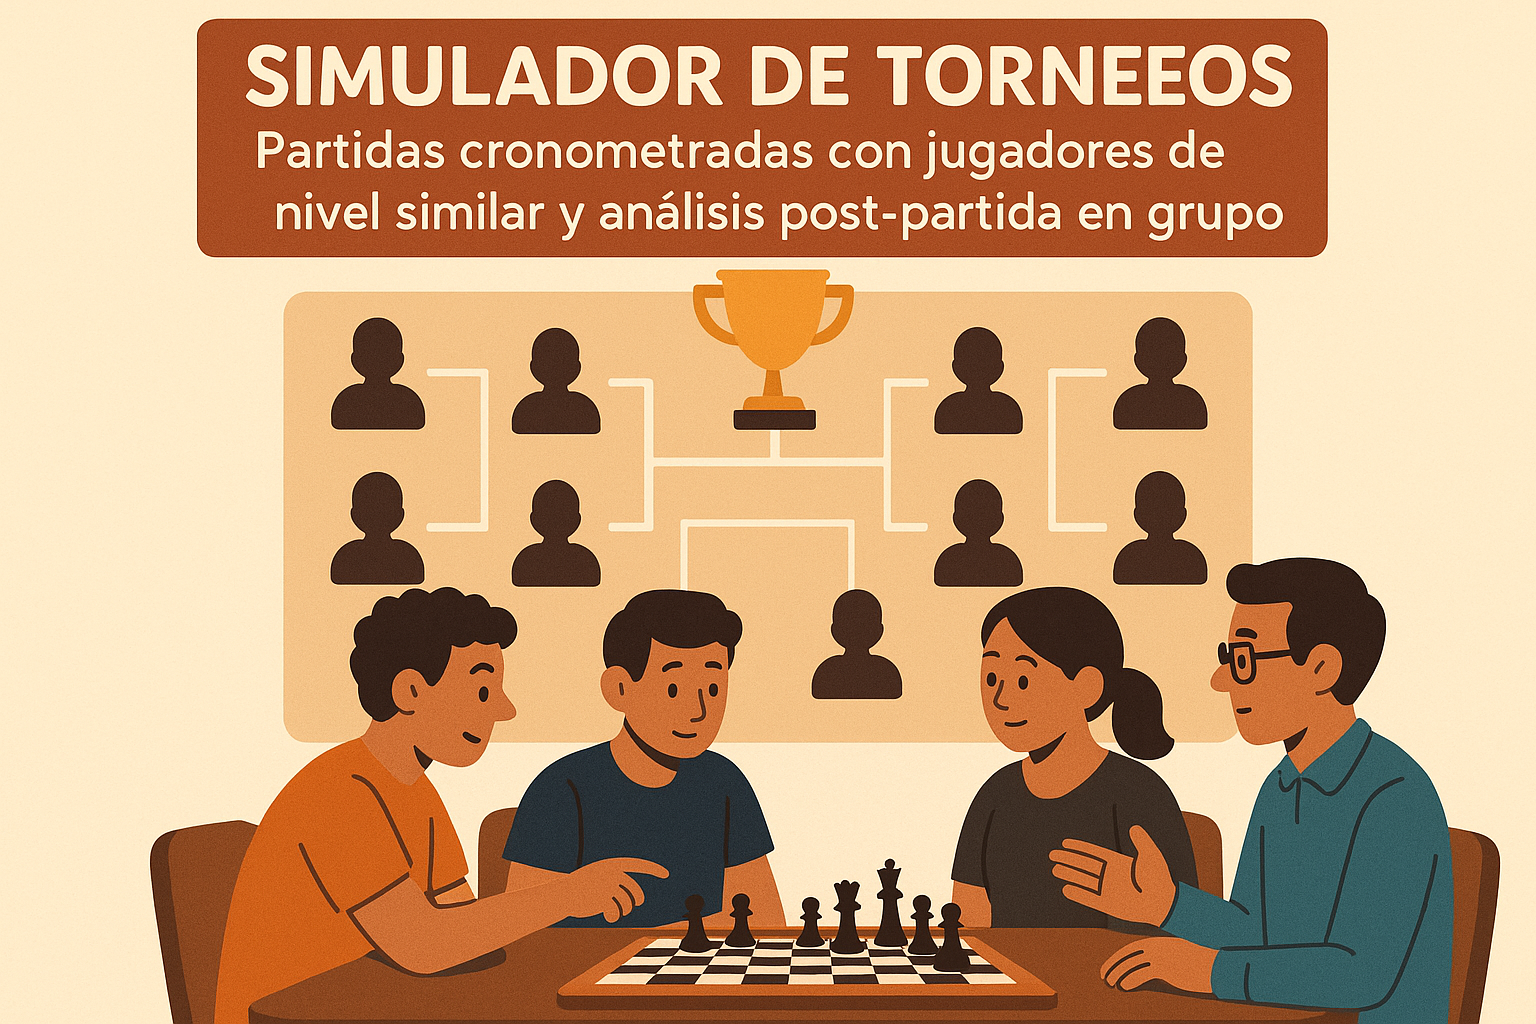 SIMULADOR DE TORNEEOS
Partidas cronometradas con jugadores de
nivel similar y análisis post-partida en grupo